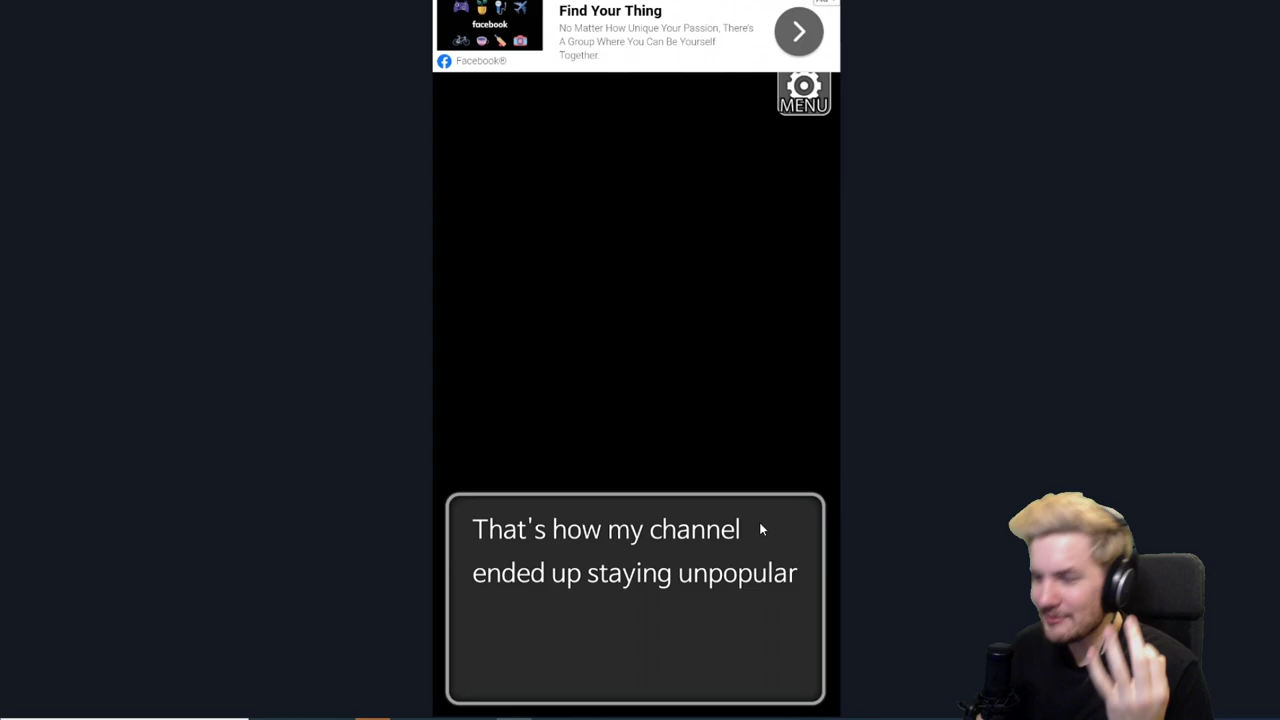 facebook
Find Your Thing
No Matter How Unique Your Passion, There's
A Group Where You Can Be Yourself
Together.
Facebook®
MENU
That's how my channel
ended up staying unpopular